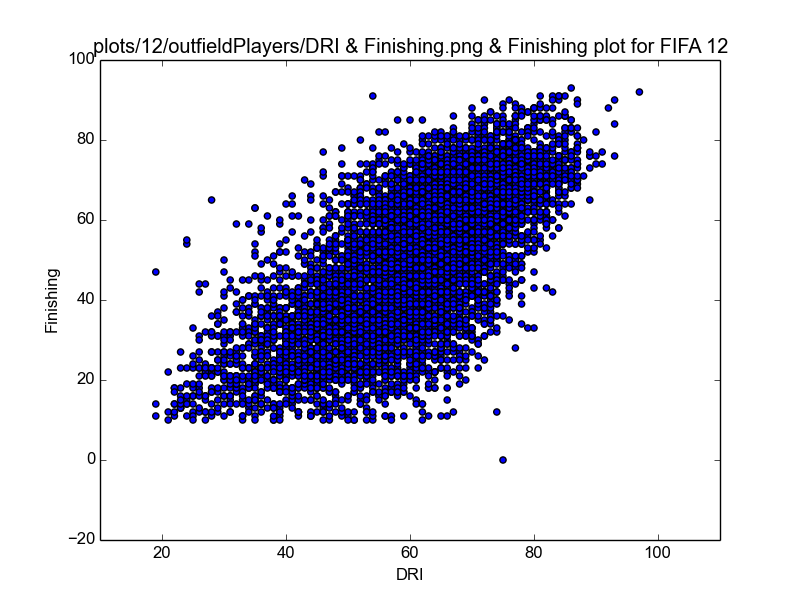 plots/12/outfieldPlayers/DRI & Finishing.png & Finishing plot for FIFA 12
100
80
60
40
20
0
−20
Finishing
20 40 60 80 100
DRI